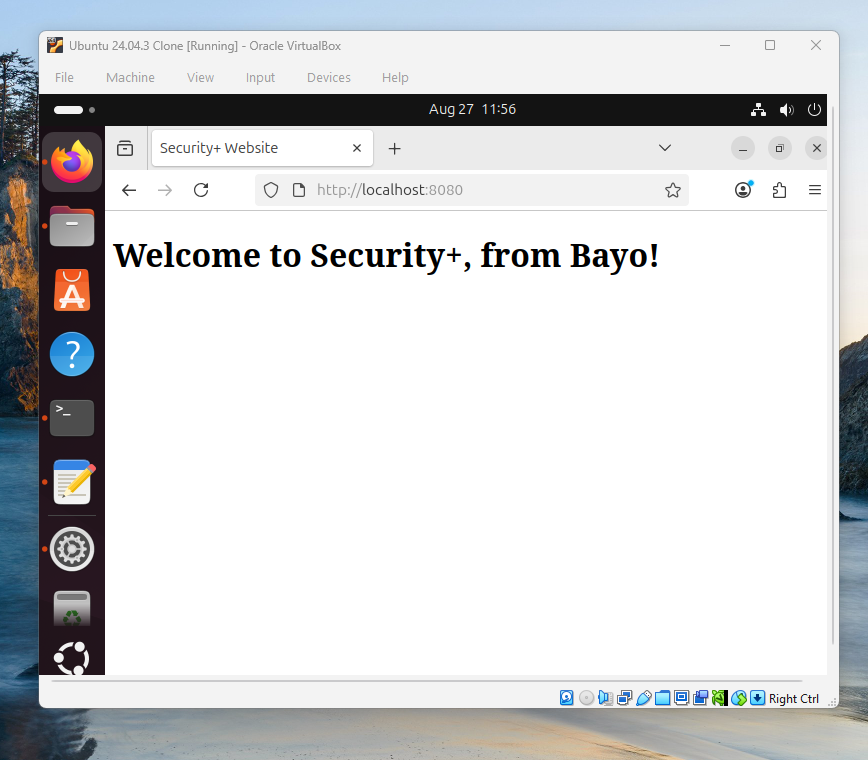 Ubuntu 24.04.3 Clone [Running] - Oracle VirtualBox
File Machine View Input Devices Help
Aug 27 11:56
Security+ Website
http://localhost:8080
Welcome to Security+, from Bayo!
Right Ctrl